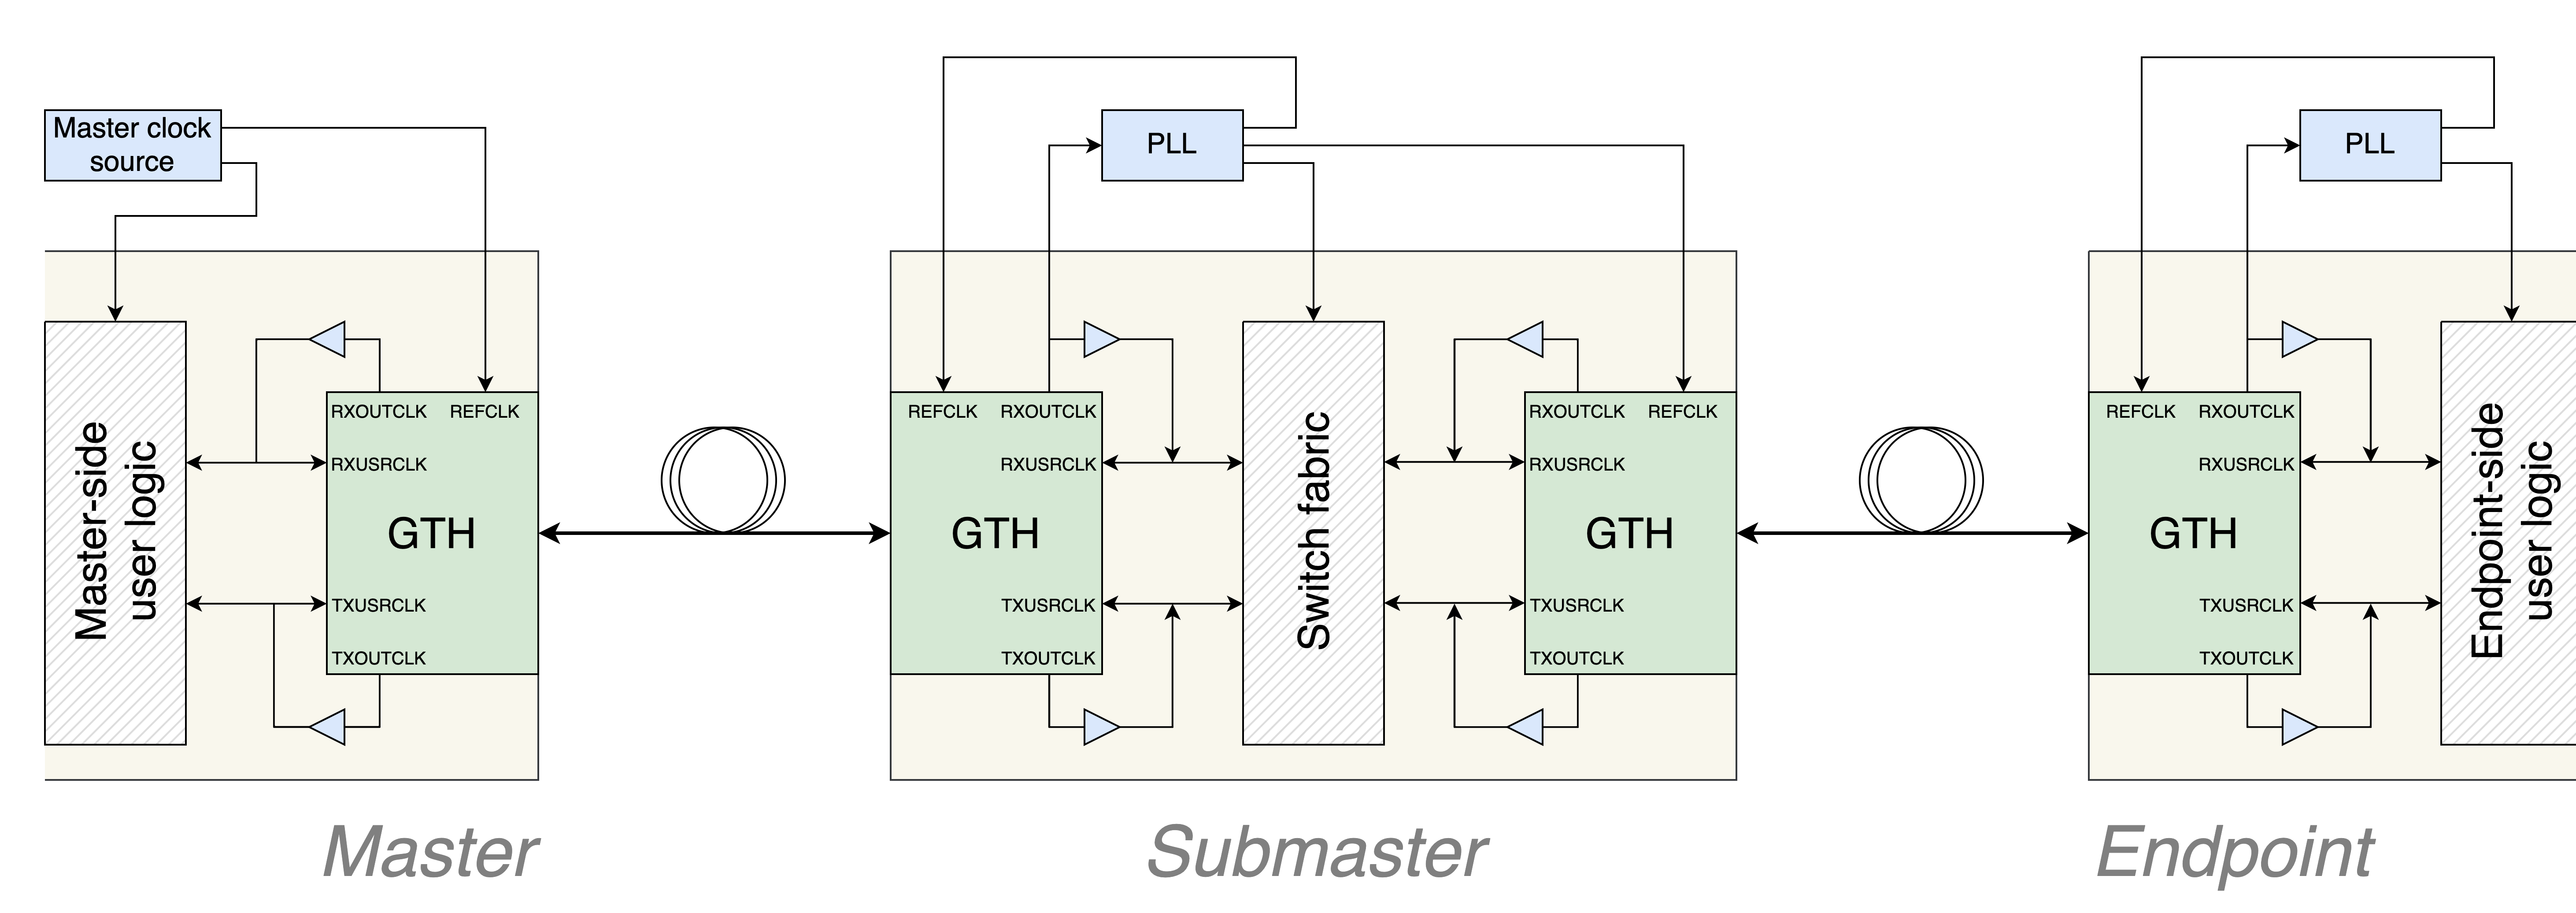 Master clock
source
PLL
PLL
Master-side
user logic
RXOUTCLK REFCLK
RXUSRCLK
GTH
TXUSRCLK
TXOUTCLK
REFCLK RXOUTCLK
RXUSRCLK
GTH
TXUSRCLK
TXOUTCLK
Switch fabric
RXOUTCLK REFCLK
RXUSRCLK
GTH
TXUSRCLK
TXOUTCLK
REFCLK RXOUTCLK
RXUSRCLK
GTH
TXUSRCLK
TXOUTCLK
Endpoint-side
user logic
Master
Submaster
Endpoint